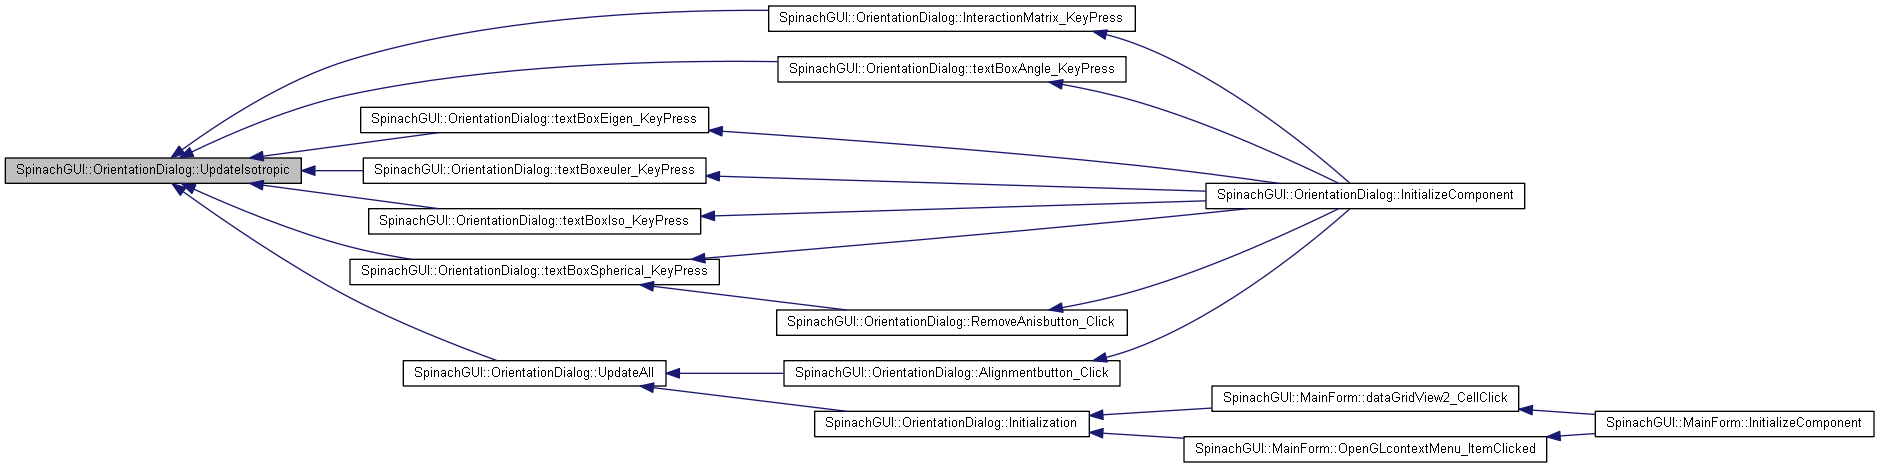 SpinachGUI::OrientationDialog::InteractionMatrix_KeyPress
SpinachGUI::OrientationDialog::textBoxAngle_KeyPress
SpinachGUI::OrientationDialog::textBoxEigen_KeyPress
SpinachGUI::OrientationDialog::UpdateIsotropic
SpinachGUI::OrientationDialog::textBoxeuler_KeyPress
SpinachGUI::OrientationDialog::InitializeComponent
SpinachGUI::OrientationDialog::textBoxIso_KeyPress
SpinachGUI::OrientationDialog::textBoxSpherical_KeyPress
SpinachGUI::OrientationDialog::RemoveAnisbutton_Click
SpinachGUI::OrientationDialog::UpdateAll
SpinachGUI::OrientationDialog::Alignmentbutton_Click
SpinachGUI::MainForm::dataGridView2_CellClick
SpinachGUI::OrientationDialog::Initialization
SpinachGUI::MainForm::InitializeComponent
SpinachGUI::MainForm::OpenGLcontextMenu_ItemClicked